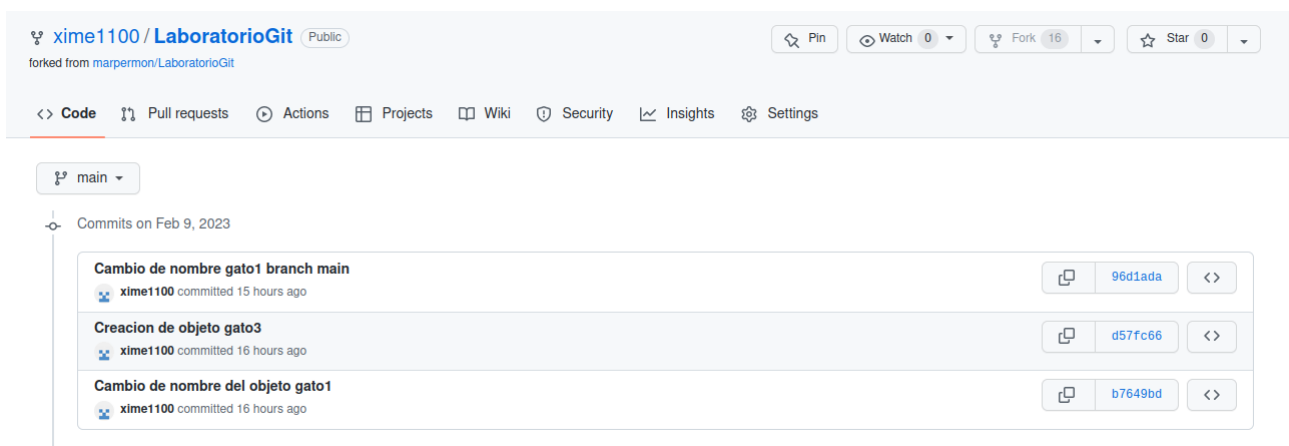 xime1100 / LaboratorioGit Public Pin Watch 0 Fork 16 Star 0
forked from marpermon/LaboratorioGit
<> Code Pull requests Actions Projects Wiki Security Insights Settings
main
Commits on Feb 9, 2023
Cambio de nombre gato1 branch main
xime1100 committed 15 hours ago 96d1ada <>
Creacion de objeto gato3
xime1100 committed 16 hours ago d57fc66 <>
Cambio de nombre del objeto gato1
xime1100 committed 16 hours ago b7649bd <>